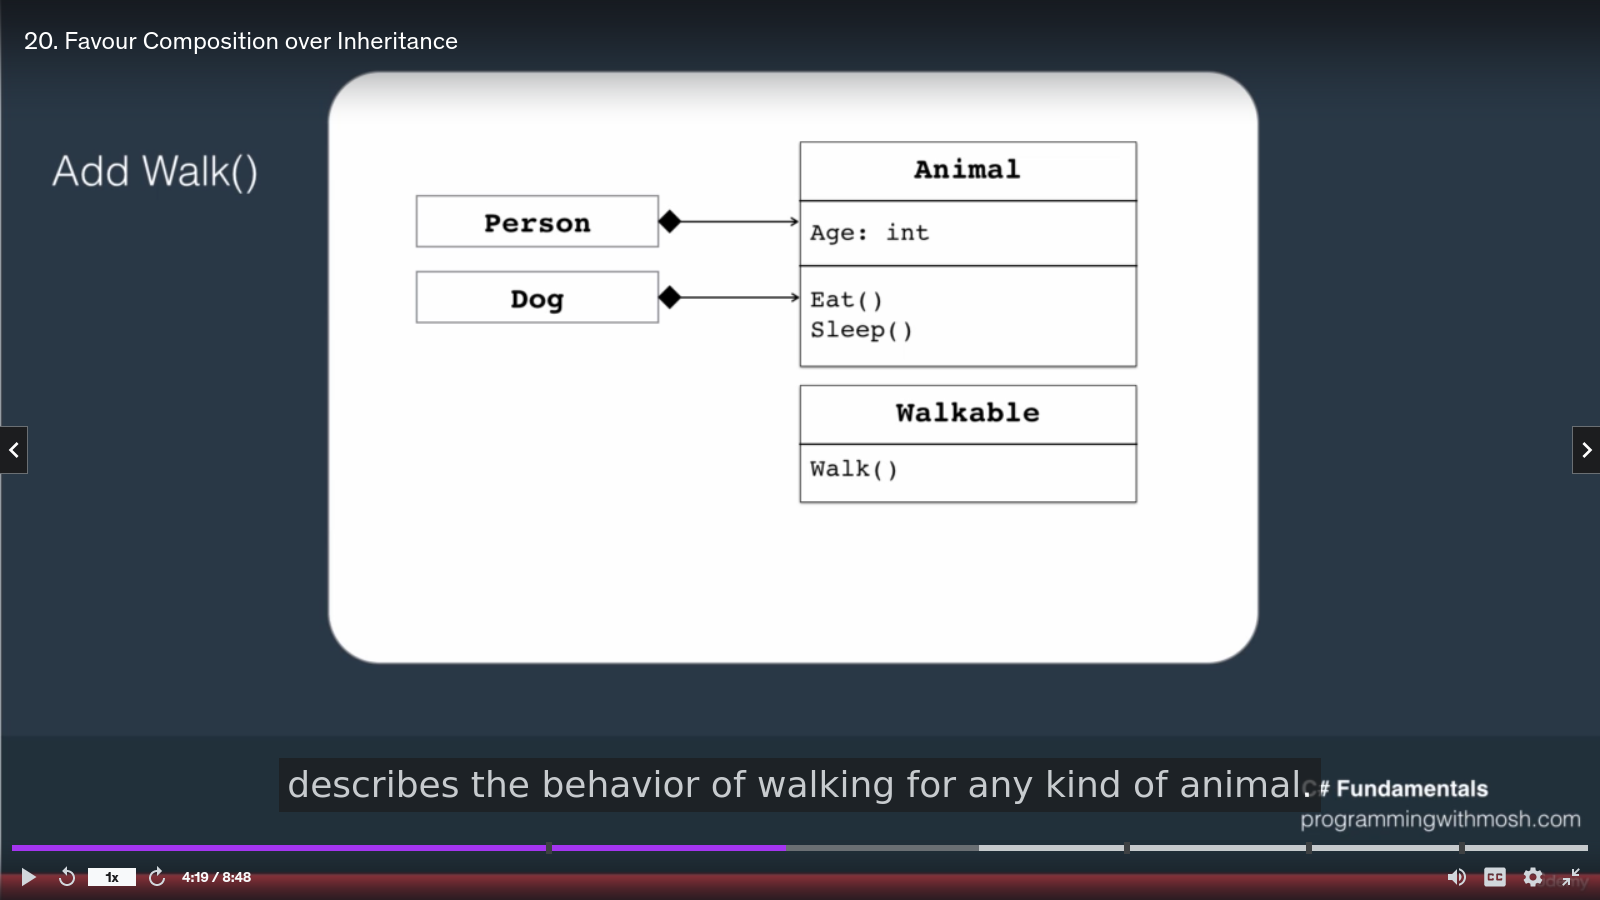 20. Favour Composition over Inheritance
Add Walk()
Person
Dog
Animal
Age: int
Eat()
Sleep()
Walkable
Walk()
describes the behavior of walking for any kind of animal.
C# Fundamentals
programmingwithmosh.com
1x
4:19 / 8:48
CC